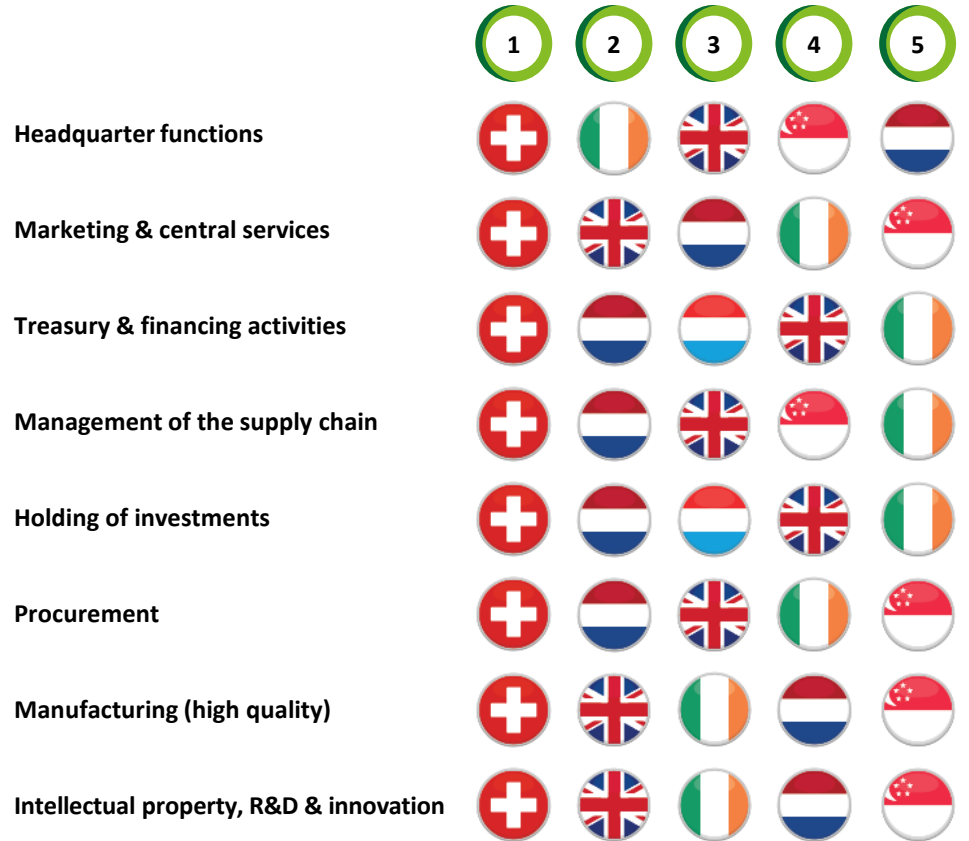 1 2 3 4 5
Headquarter functions
Marketing & central services
Treasury & financing activities
Management of the supply chain
Holding of investments
Procurement
Manufacturing (high quality)
Intellectual property, R&D & innovation